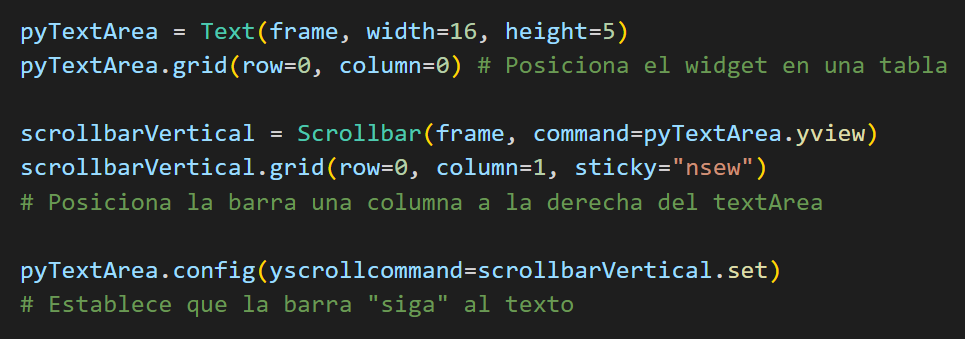 pyTextArea = Text(frame, width=16, height=5)
pyTextArea.grid(row=0, column=0) # Posiciona el widget en una tabla
scrollbarVertical = Scrollbar(frame, command=pyTextArea.yview)
scrollbarVertical.grid(row=0, column=1, sticky="nsew")
# Posiciona la barra una columna a la derecha del textArea
pyTextArea.config(yscrollcommand=scrollbarVertical.set)
# Establece que la barra "siga" al texto